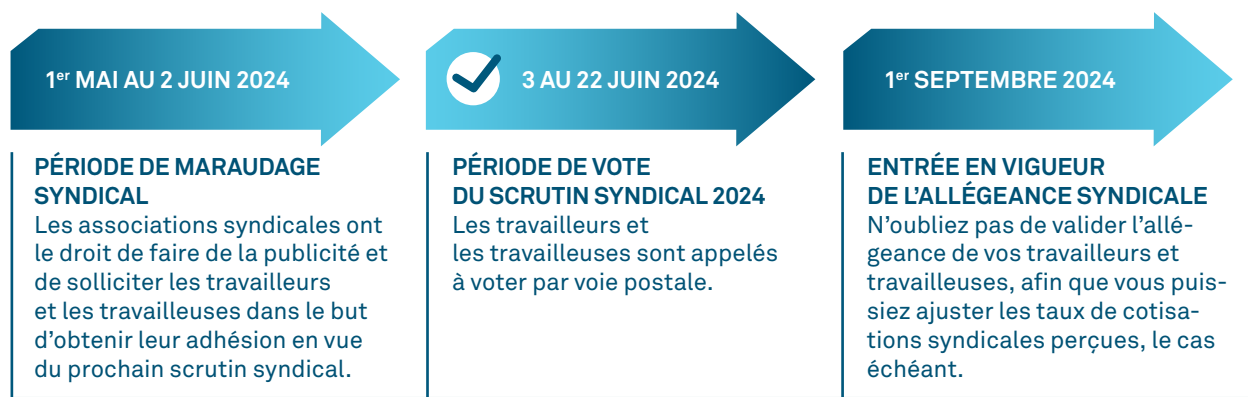 1er MAI AU 2 JUIN 2024
PÉRIODE DE MARAUDAGE
SYNDICAL
Les associations syndicales ont
le droit de faire de la publicité et
de solliciter les travailleurs
et les travailleuses dans le but
d’obtenir leur adhésion en vue
du prochain scrutin syndical.
3 AU 22 JUIN 2024
PÉRIODE DE VOTE
DU SCRUTIN SYNDICAL 2024
Les travailleurs et
les travailleuses sont appelés
à voter par voie postale.
1er SEPTEMBRE 2024
ENTRÉE EN VIGUEUR
DE L’ALLÉGEANCE SYNDICALE
N’oubliez pas de valider l’allé-
geance de vos travailleurs et
travailleuses, afin que vous puis-
siez ajuster les taux de cotisa-
tions syndicales perçues, le cas
échéant.